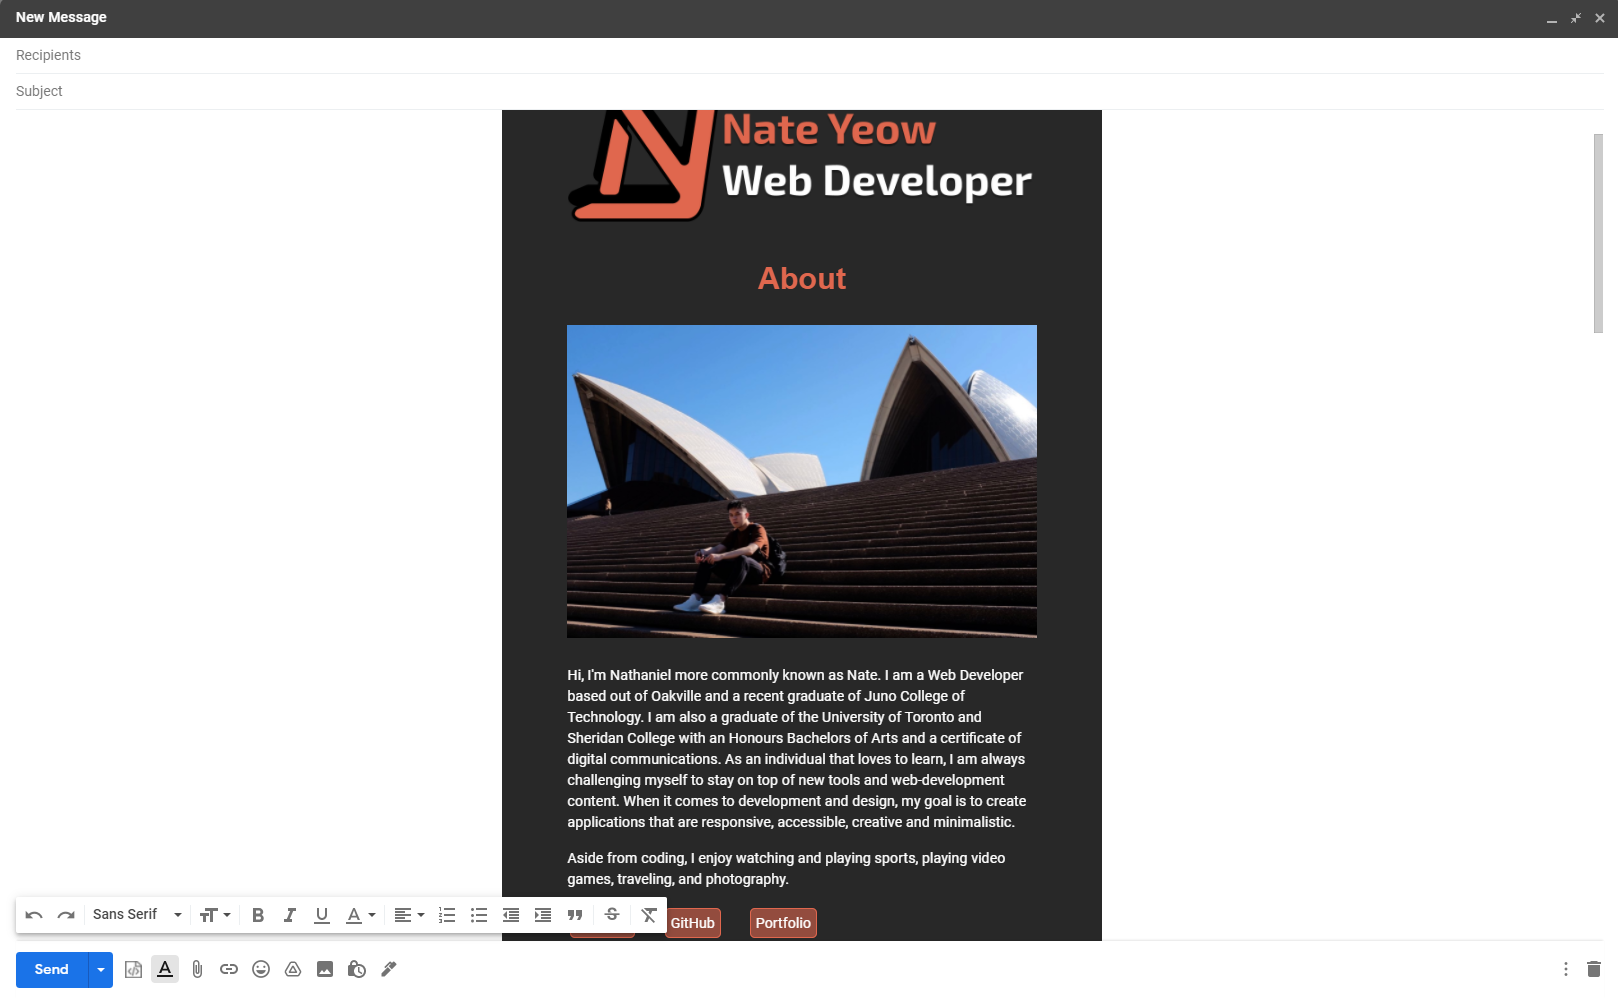 New Message
Recipients
Subject
Nate Yeow
Web Developer
About
Hi, I'm Nathaniel more commonly known as Nate. I am a Web Developer
based out of Oakville and a recent graduate of Juno College of
Technology. I am also a graduate of the University of Toronto and
Sheridan College with an Honours Bachelors of Arts and a certificate of
digital communications. As an individual that loves to learn, I am always
challenging myself to stay on top of new tools and web-development
content. When it comes to development and design, my goal is to create
applications that are responsive, accessible, creative and minimalistic.
Aside from coding, I enjoy watching and playing sports, playing video
games, traveling, and photography.
Sans Serif
GitHub
Portfolio
Send